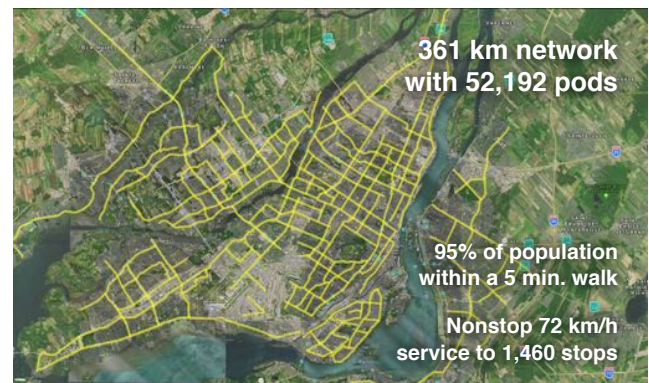 361 km network
with 52,192 pods
95% of population
within a 5 min. walk
Nonstop 72 km/h
service to 1,460 stops